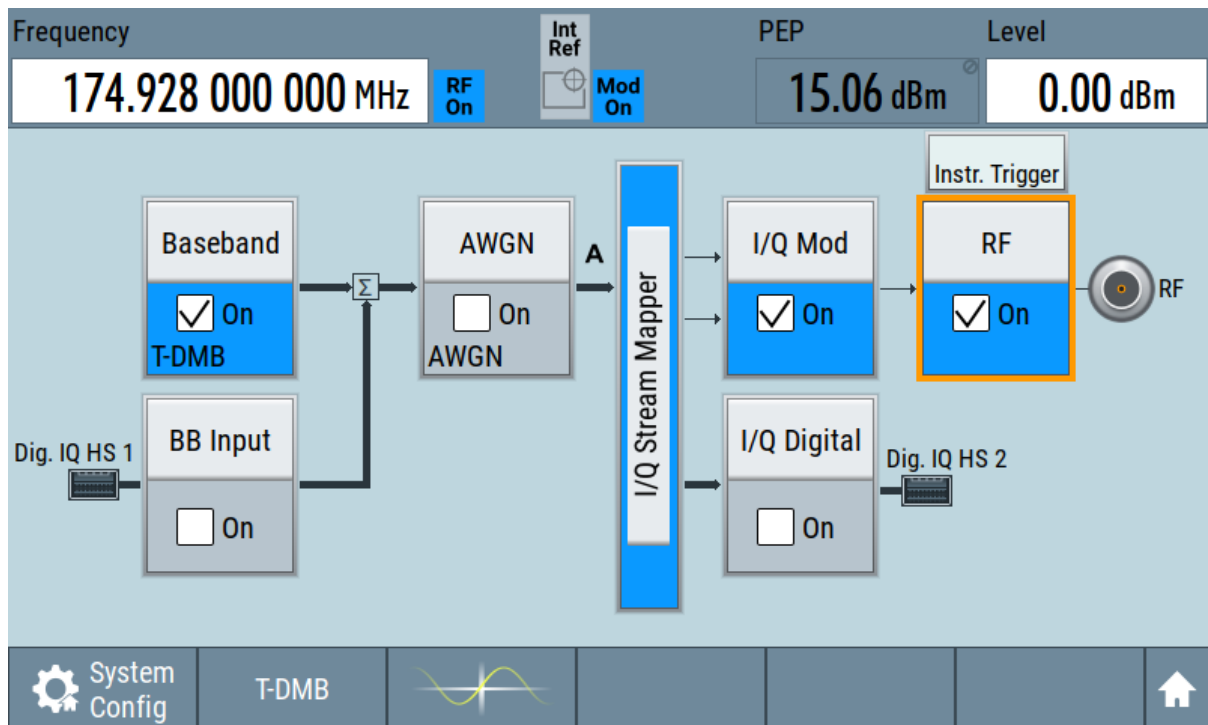 Frequency
Int
Ref
PEP
Level
174.928 000 000 MHz
RF
On
Mod
On
15.06 dBm
0.00 dBm
Instr. Trigger
Baseband
On
T-DMB
Σ
AWGN
On
AWGN
A
I/Q Stream Mapper
I/Q Mod
On
RF
On
RF
Dig. IQ HS 1
BB Input
On
I/Q Digital
On
Dig. IQ HS 2
System
Config
T-DMB